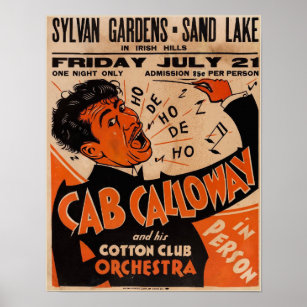 SYLVAN GARDENS - SAND LAKE
IN IRISH HILLS
FRIDAY JULY 21
ONE NIGHT ONLY ADMISSION 85c PER PERSON
HO
DE
HO
DE
HO
CAB CALLOWAY
and his
COTTON CLUB
ORCHESTRA
IN
PERSON